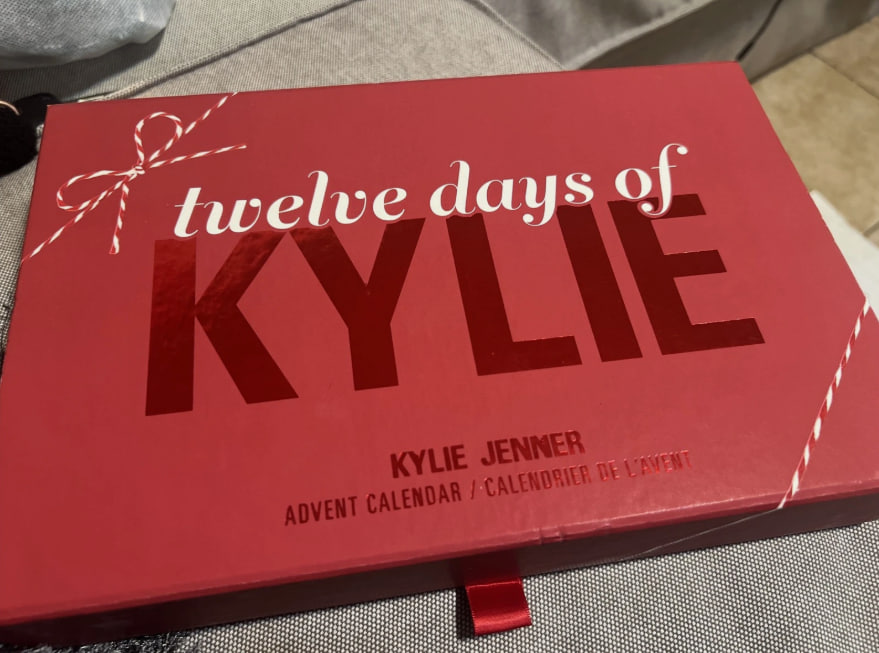 twelve days of
KYLIE
KYLIE JENNER
ADVENT CALENDAR / CALENDRIER DE L'AVENT